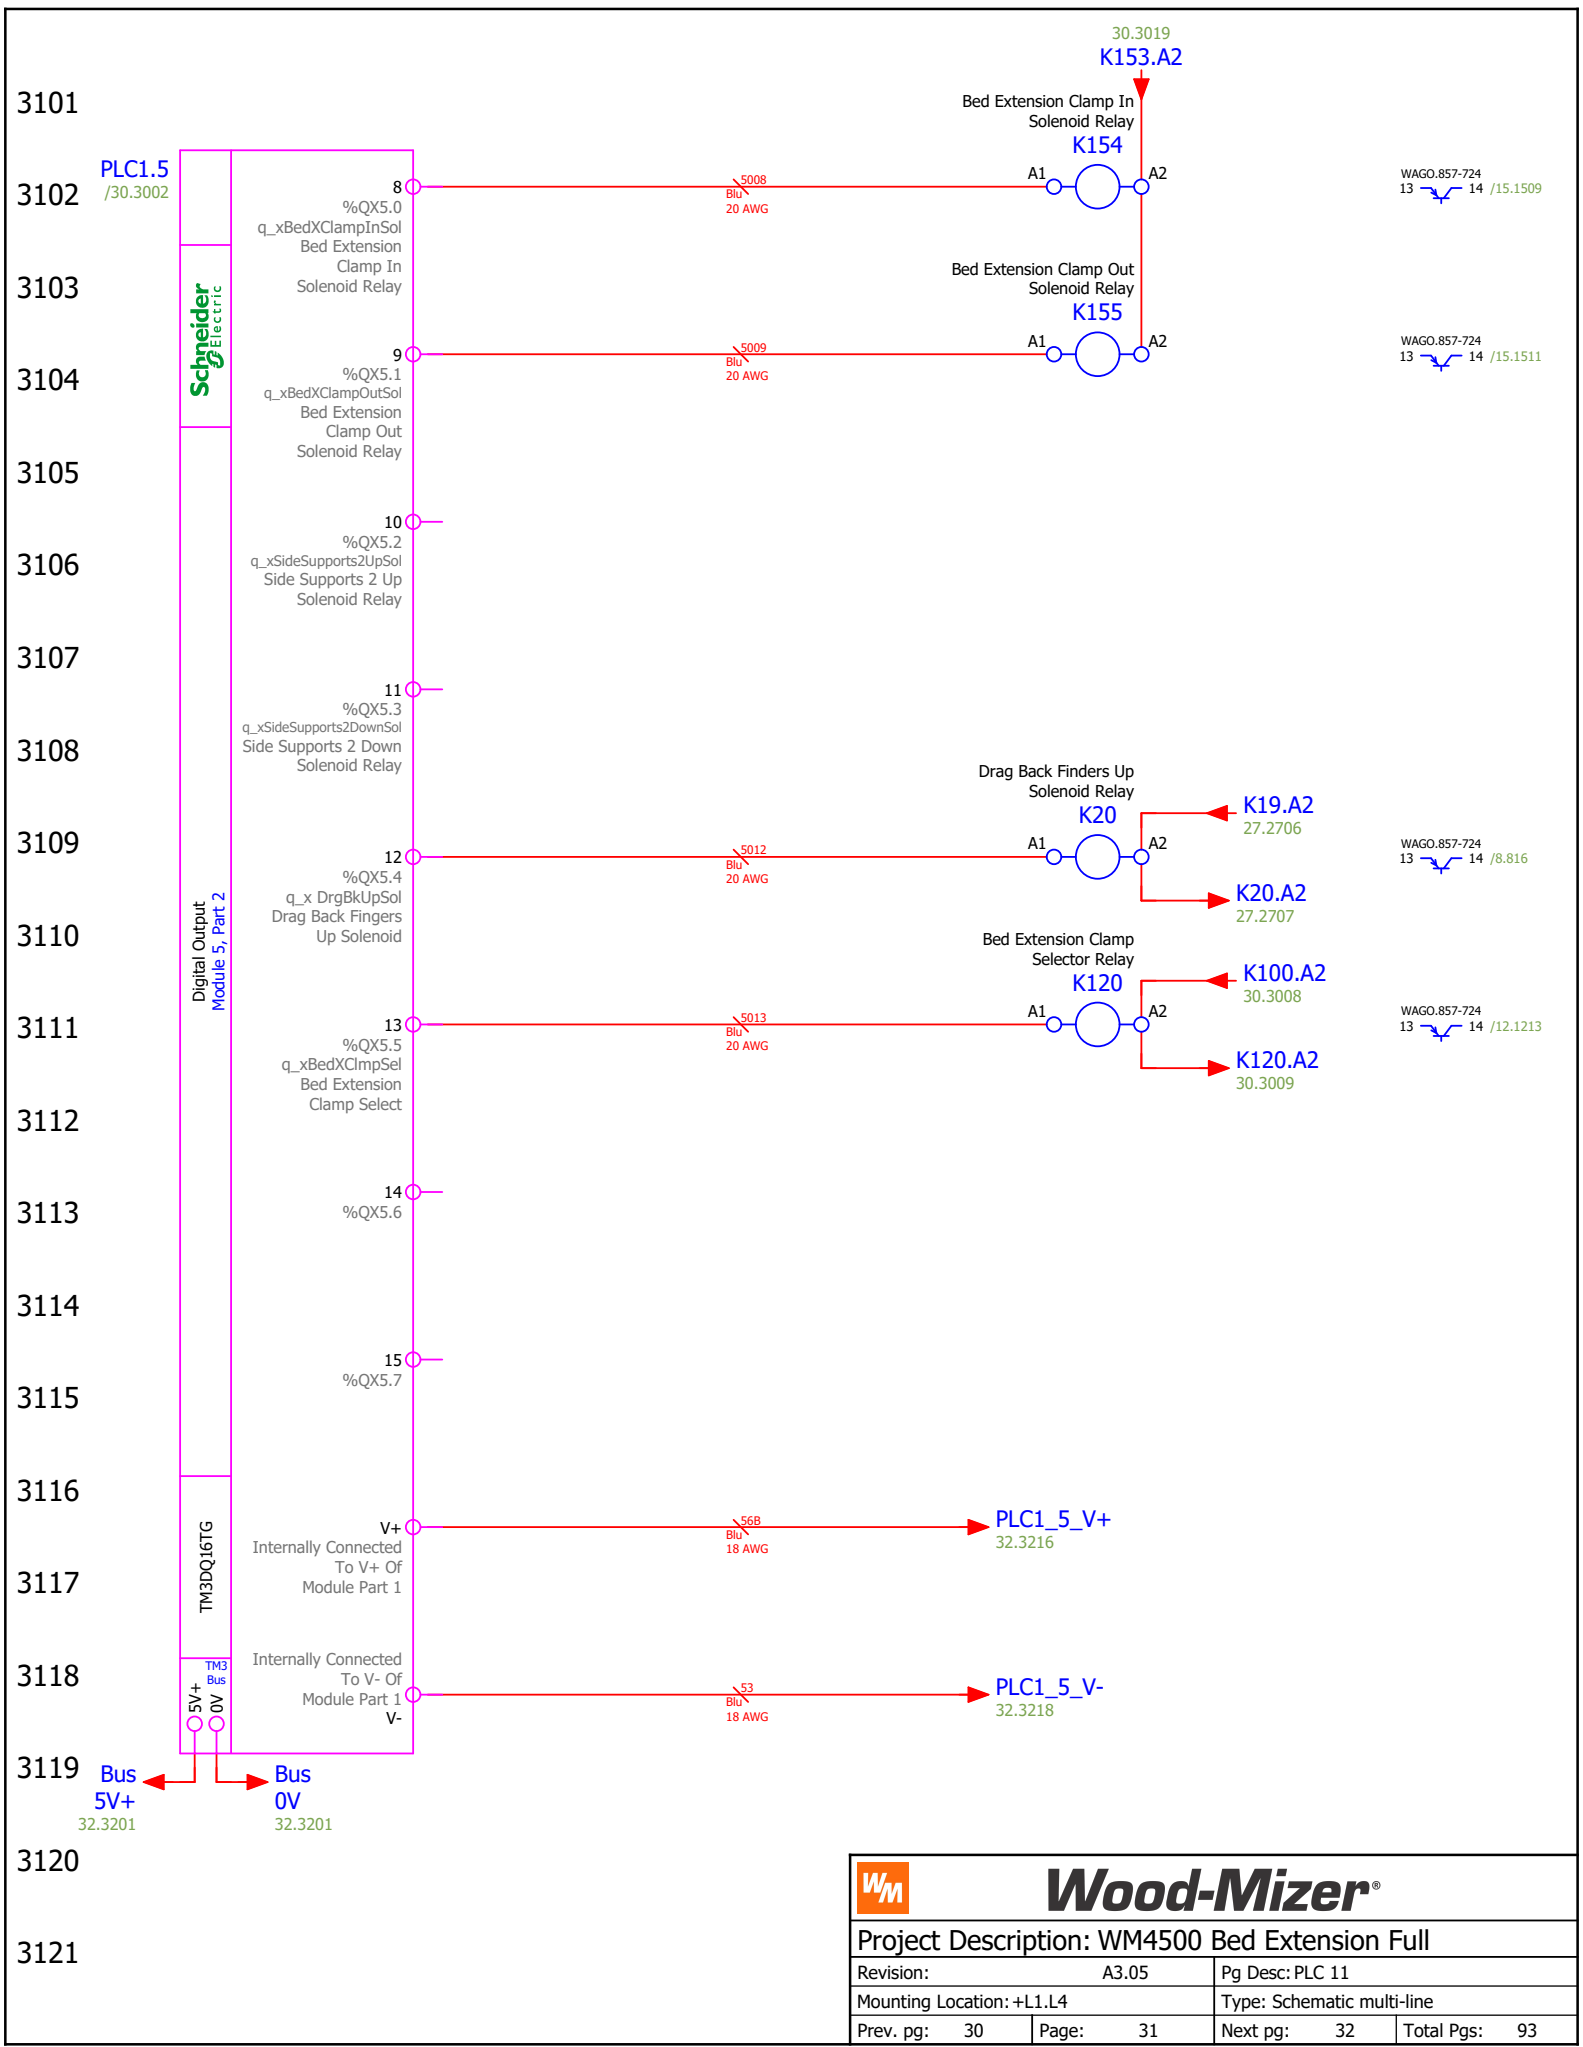 30.3019
K153.A2
3101
Bed Extension Clamp In
Solenoid Relay
K154
PLC1.5
/30.3002
3102
8
%QX5.0
q_xBedXClampInSol
Bed Extension
Clamp In
Solenoid Relay
5008
Blu
20 AWG
A1
A2
WAGO.857-724
13 14 /15.1509
3103
Schneider
Electric
Bed Extension Clamp Out
Solenoid Relay
K155
3104
9
%QX5.1
q_xBedXClampOutSol
Bed Extension
Clamp Out
Solenoid Relay
5009
Blu
20 AWG
A1
A2
WAGO.857-724
13 14 /15.1511
3105
3106
10
%QX5.2
q_xSideSupports2UpSol
Side Supports 2 Up
Solenoid Relay
3107
3108
11
%QX5.3
q_xSideSupports2DownSol
Side Supports 2 Down
Solenoid Relay
Drag Back Finders Up
Solenoid Relay
K20
K19.A2
27.2706
3109
12
%QX5.4
q_x DrgBkUpSol
Drag Back Fingers
Up Solenoid
5012
Blu
20 AWG
A1
A2
WAGO.857-724
13 14 /8.816
K20.A2
27.2707
3110
Digital Output
Module 5, Part 2
Bed Extension Clamp
Selector Relay
K120
K100.A2
30.3008
3111
13
%QX5.5
q_xBedXClmpSel
Bed Extension
Clamp Select
5013
Blu
20 AWG
A1
A2
WAGO.857-724
13 14 /12.1213
K120.A2
30.3009
3112
3113
14
%QX5.6
3114
3115
15
%QX5.7
3116
V+
Internally Connected
To V+ Of
Module Part 1
56B
Blu
18 AWG
PLC1_5_V+
32.3216
3117
TM3DQ16TG
3118
Internally Connected
To V- Of
Module Part 1
V-
53
Blu
18 AWG
PLC1_5_V-
32.3218
TM3
Bus
5V+
0V
3119
Bus
5V+
32.3201
Bus
0V
32.3201
3120
3121
WM
Wood-Mizer®
Project Description: WM4500 Bed Extension Full
Revision: A3.05 Pg Desc: PLC 11
Mounting Location: +L1.L4 Type: Schematic multi-line
Prev. pg: 30 Page: 31 Next pg: 32 Total Pgs: 93